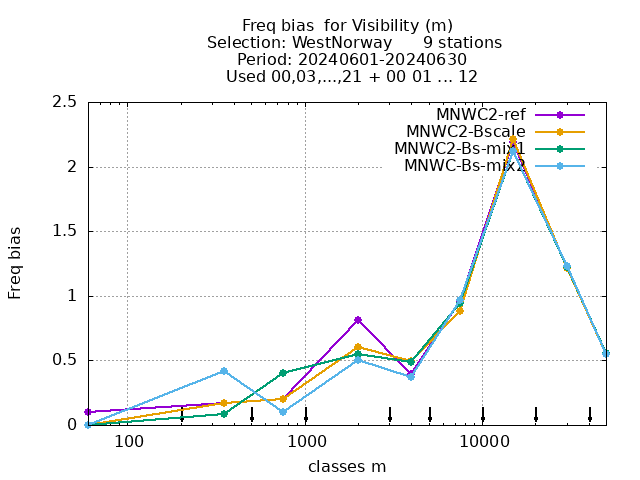 Freq bias  for Visibility (m)
Selection: WestNorway      9 stations
Period: 20240601-20240630
Used 00,03,...,21 + 00 01 ... 12
MNWC2-ref
MNWC2-Bscale
MNWC2-Bs-mix1
MNWC-Bs-mix2
2.5
2
1.5
1
0.5
0
Freq bias
100
1000
10000
classes m